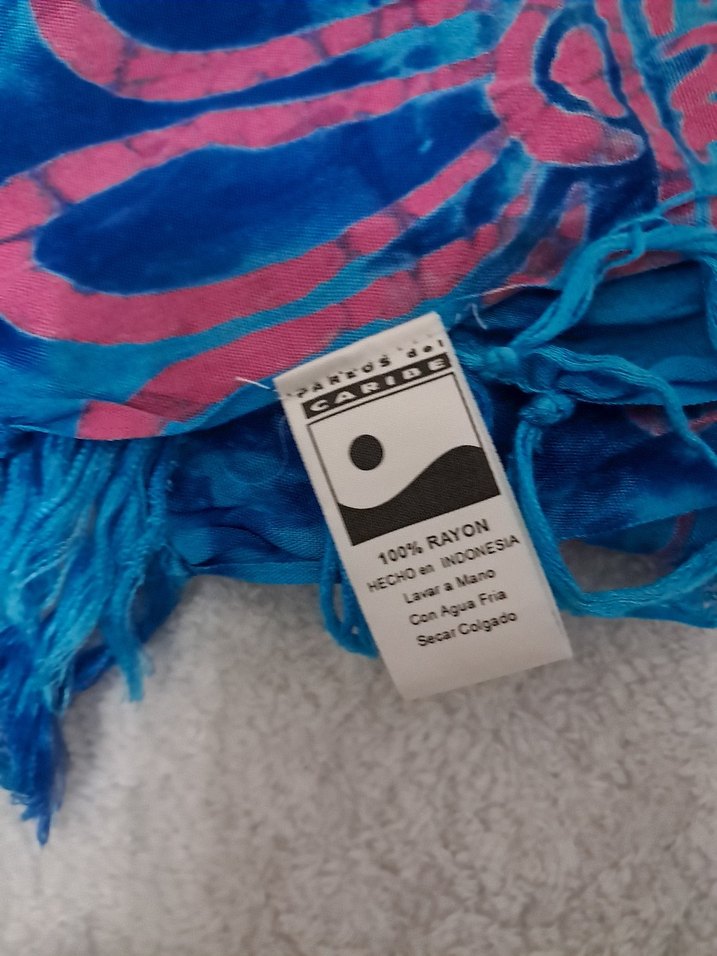 PAREOS del
CARIBE
100% RAYON
HECHO en INDONESIA
Lavar a Mano
Con Agua Fria
Secar Colgado